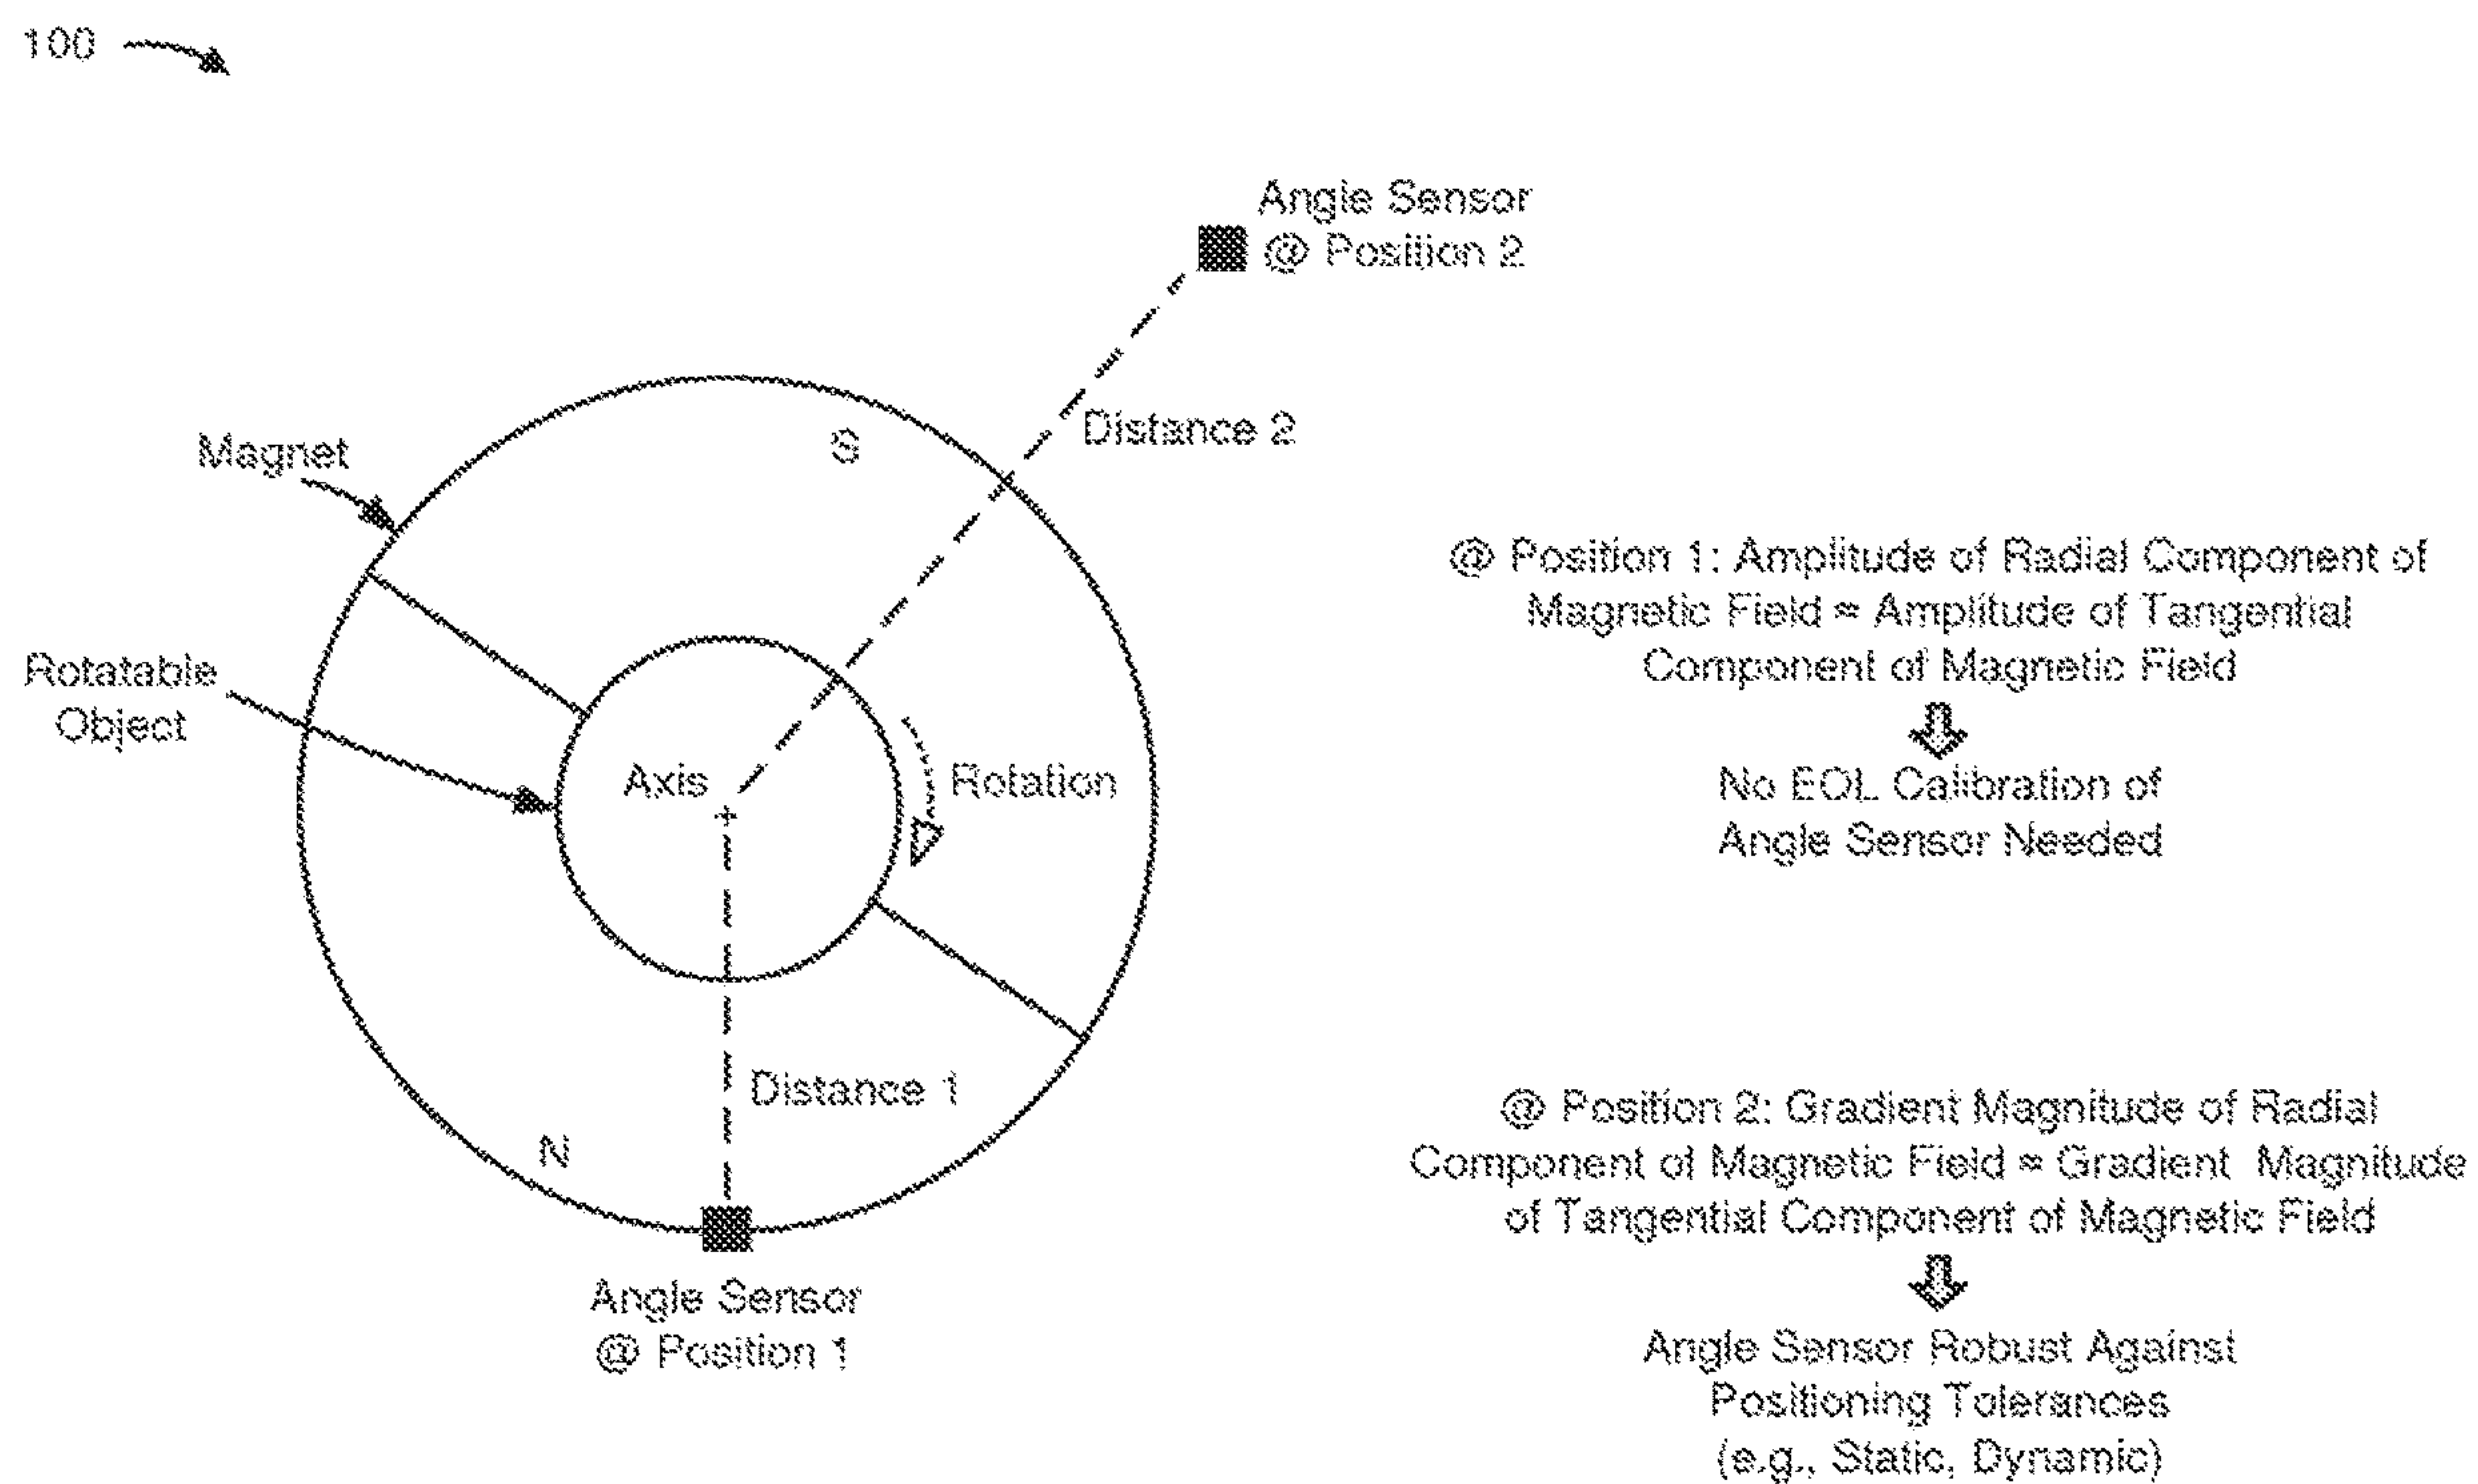 100
Angle Sensor
@ Position 2
Distance 2
S
Magnet
Rotatable
Object
Axis
Rotation
Distance 1
N
Angle Sensor
@ Position 1
@ Position 1: Amplitude of Radial Component of
Magnetic Field ≈ Amplitude of Tangential
Component of Magnetic Field
No EOL Calibration of
Angle Sensor Needed
@ Position 2: Gradient Magnitude of Radial
Component of Magnetic Field ≈ Gradient Magnitude
of Tangential Component of Magnetic Field
Angle Sensor Robust Against
Positioning Tolerances
(e.g., Static, Dynamic)